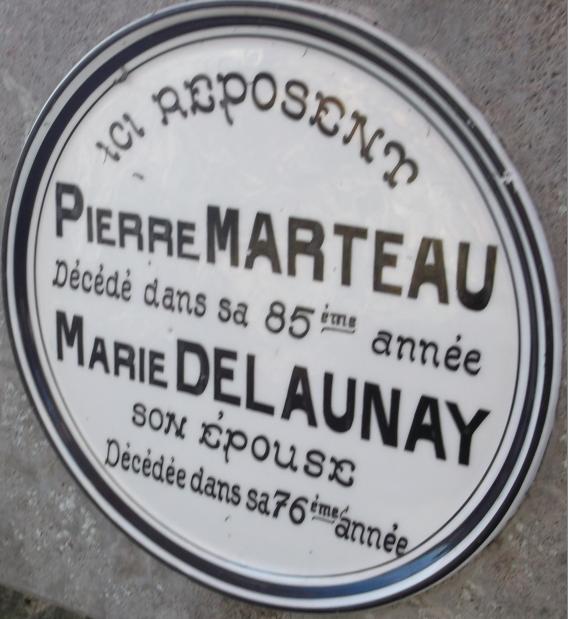 ICI REPOSENT
PIERRE MARTEAU
Décédé dans sa 85ème année
MARIE DELAUNAY
SON ÉPOUSE
Décédée dans sa 76ème année